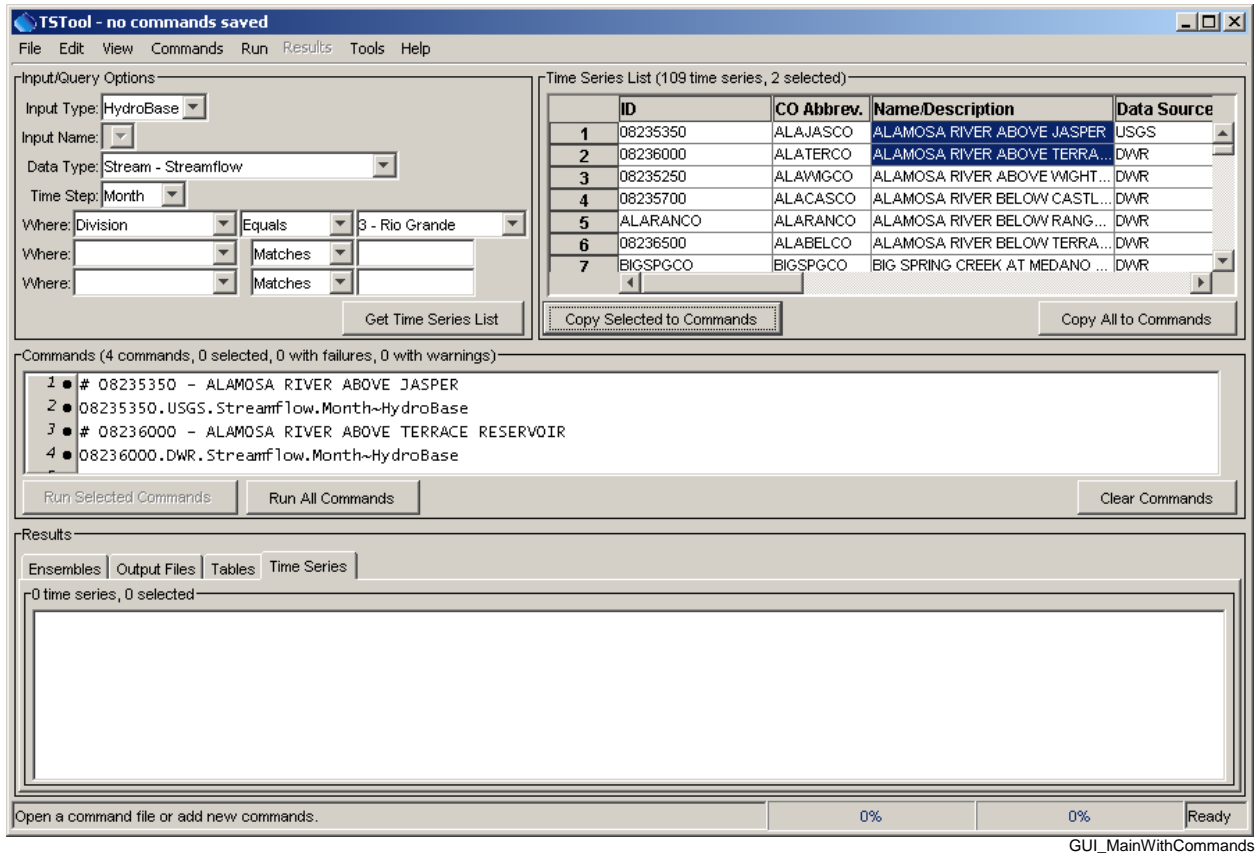 TSTool - no commands saved
File Edit View Commands Run Results Tools Help
Input/Query Options
Input Type: HydroBase
Input Name:
Data Type: Stream - Streamflow
Time Step: Month
Where: Division Equals 3 - Rio Grande
Where: Matches
Where: Matches
Get Time Series List
Time Series List (109 time series, 2 selected)
ID CO Abbrev. Name/Description Data Source
1 08235350 ALAJASCO ALAMOSA RIVER ABOVE JASPER USGS
2 08236000 ALATERCO ALAMOSA RIVER ABOVE TERRA... DWR
3 08235250 ALAWIGCO ALAMOSA RIVER ABOVE WIGHT... DWR
4 08235700 ALACASCO ALAMOSA RIVER BELOW CASTL... DWR
5 ALARANCO ALARANCO ALAMOSA RIVER BELOW RANG... DWR
6 08236500 ALABELCO ALAMOSA RIVER BELOW TERRA... DWR
7 BIGSPGCO BIGSPGCO BIG SPRING CREEK AT MEDANO ... DWR
Copy Selected to Commands Copy All to Commands
Commands (4 commands, 0 selected, 0 with failures, 0 with warnings)
1 # 08235350 - ALAMOSA RIVER ABOVE JASPER
2 08235350.USGS.Streamflow.Month~HydroBase
3 # 08236000 - ALAMOSA RIVER ABOVE TERRACE RESERVOIR
4 08236000.DWR.Streamflow.Month~HydroBase
Run Selected Commands Run All Commands Clear Commands
Results
Ensembles Output Files Tables Time Series
0 time series, 0 selected
Open a command file or add new commands. 0% 0% Ready
GUI_MainWithCommands